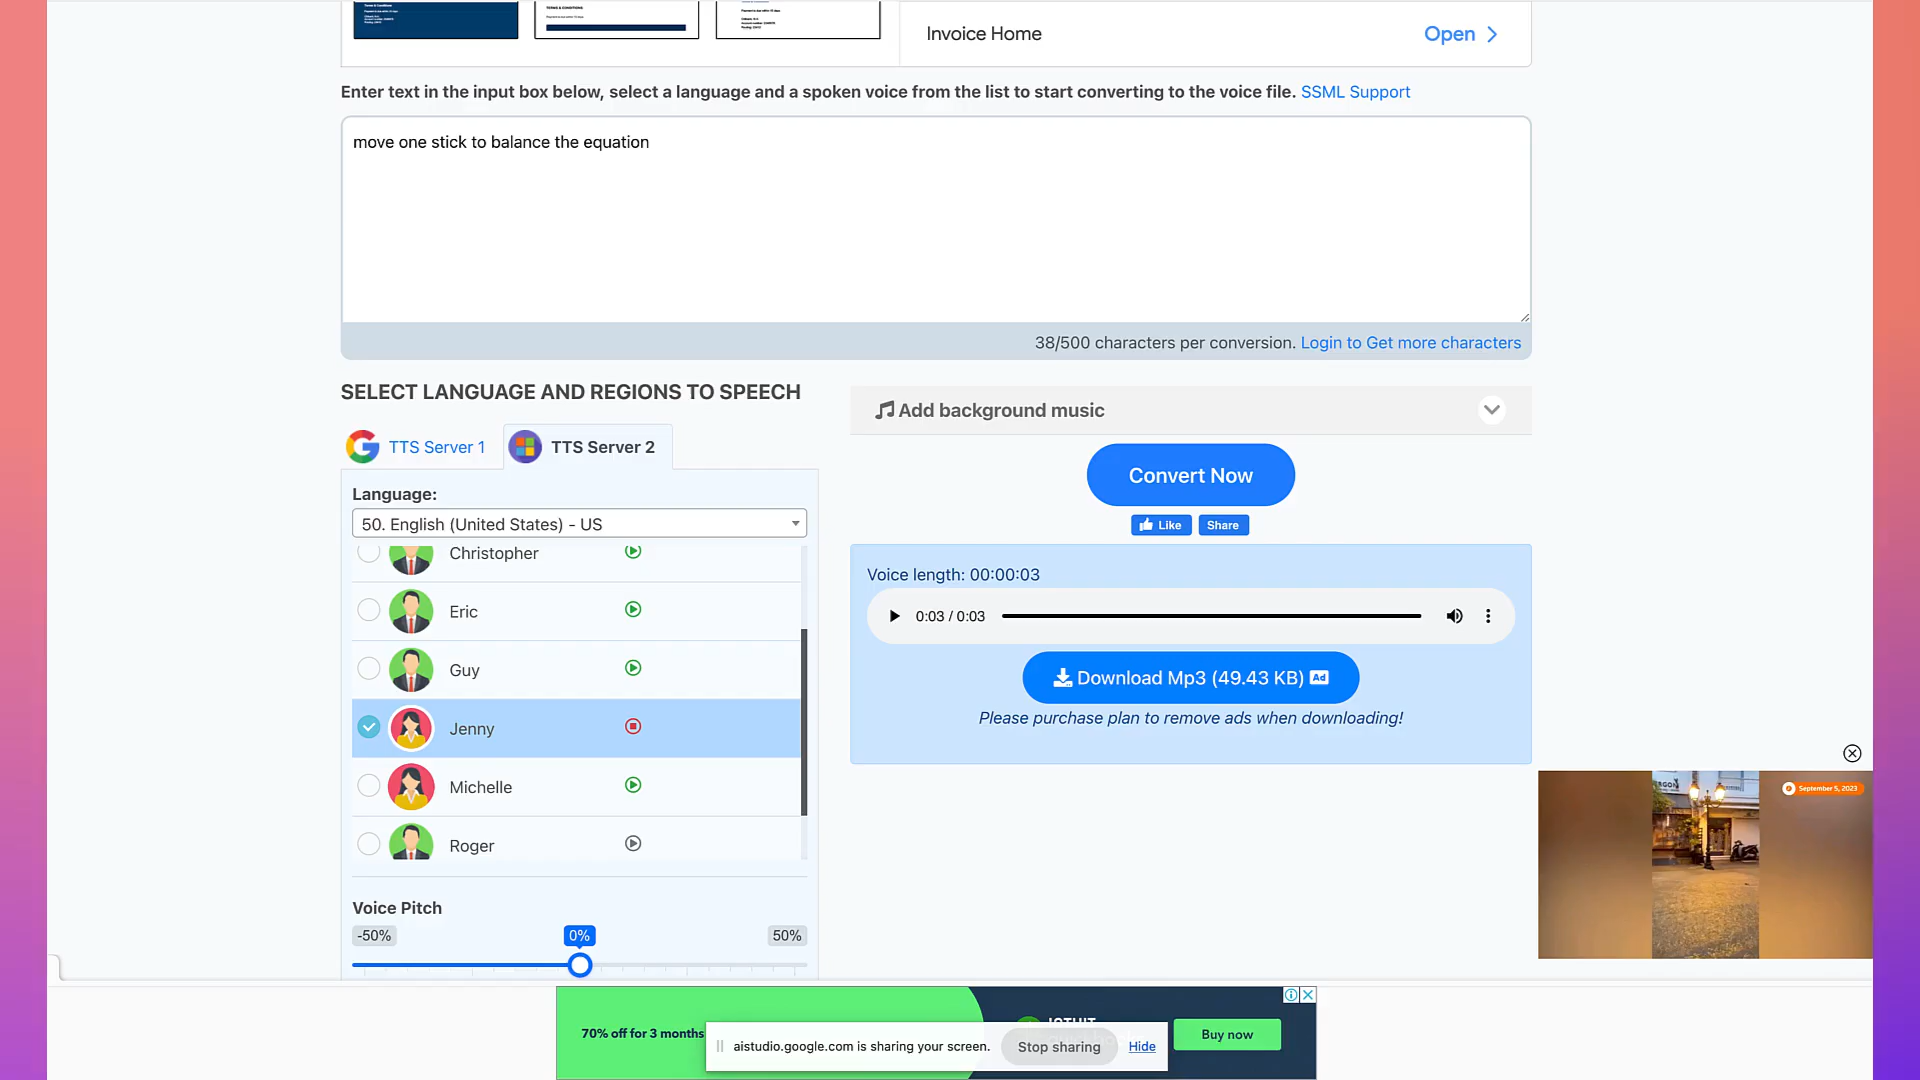 Invoice Home
Open
Enter text in the input box below, select a language and a spoken voice from the list to start converting to the voice file. SSML Support
move one stick to balance the equation
38/500 characters per conversion. Login to Get more characters
SELECT LANGUAGE AND REGIONS TO SPEECH
TTS Server 1
TTS Server 2
Language:
50. English (United States) - US
Christopher
Eric
Guy
Jenny
Michelle
Roger
Voice Pitch
-50%
0%
50%
Add background music
Convert Now
Like
Share
Voice length: 00:00:03
0:03 / 0:03
Download Mp3 (49.43 KB) Ad
Please purchase plan to remove ads when downloading!
September 5, 2023
70% off for 3 months
Buy now
aistudio.google.com is sharing your screen.
Stop sharing
Hide